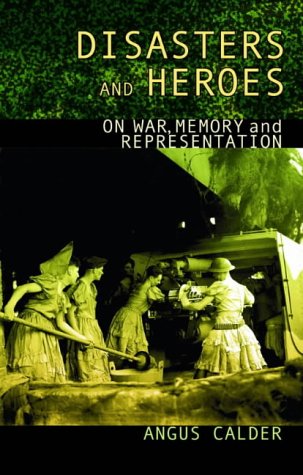 DISASTERS
AND HEROES
ON WAR, MEMORY and
REPRESENTATION
ANGUS CALDER